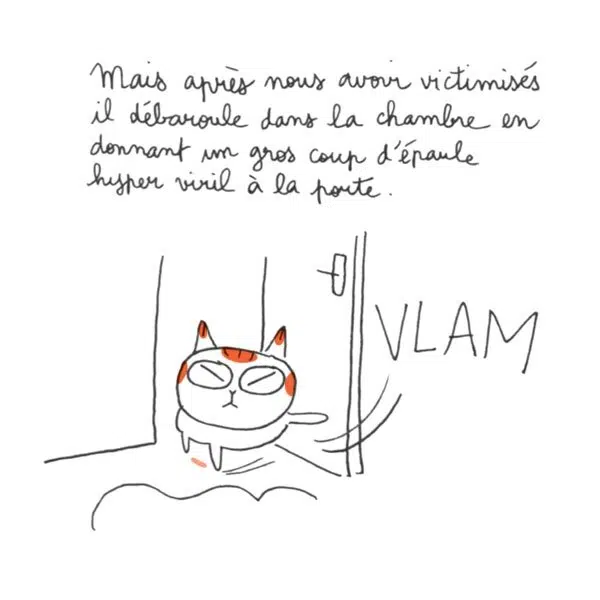 Mais après nous avoir victimisés
il débaroule dans la chambre en
donnant un gros coup d'épaule
hyper viril à la porte.
VLAM